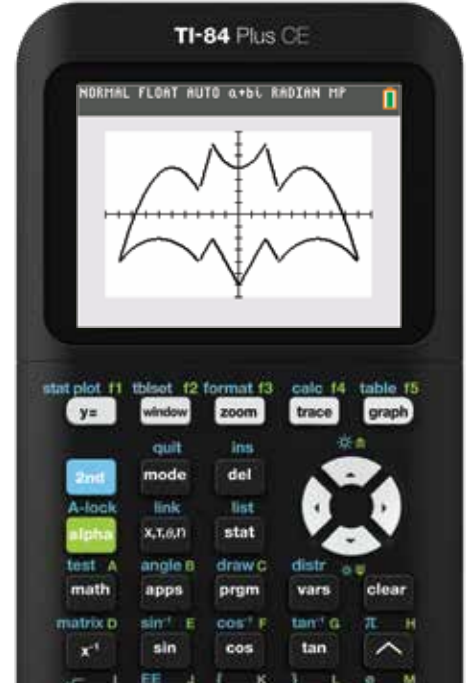 TI-84 Plus CE
NORMAL FLOAT AUTO a+bi RADIAN MP
stat plot f1 tblset f2 format f3 calc f4 table f5
y= window zoom trace graph
quit ins
2nd mode del
A-lock link list
alpha X,T,θ,n stat
test A angle B draw C distr
math apps prgm vars clear
matrix D sin⁻¹ E cos⁻¹ F tan⁻¹ G π H
x⁻¹ sin cos tan ^
EE J K L M